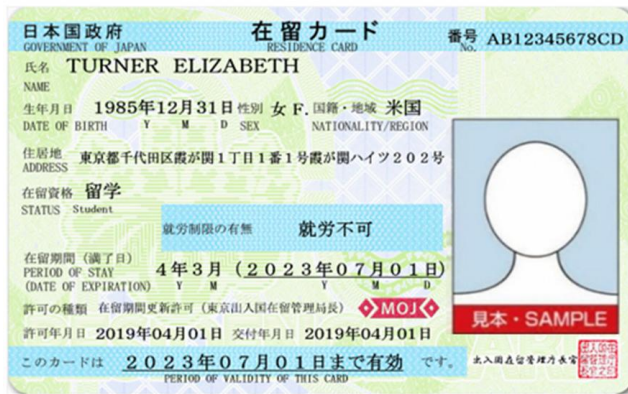 日本国政府 在留カード 番号 AB12345678CD
GOVERNMENT OF JAPAN RESIDENCE CARD No.
氏名 TURNER ELIZABETH
NAME
生年月日 1985年12月31日 性別 女 F. 国籍・地域 米国
DATE OF BIRTH Y M D SEX NATIONALITY/REGION
住居地 東京都千代田区霞が関1丁目1番1号霞が関ハイツ202号
ADDRESS
在留資格 留学
STATUS Student
就労制限の有無 就労不可
在留期間(満了日)
PERIOD OF STAY 4年3月(2023年07月01日)
(DATE OF EXPIRATION) Y M Y M D
許可の種類 在留期間更新許可(東京出入国在留管理局長) MOJ
見本・SAMPLE
許可年月日 2019年04月01日 交付年月日 2019年04月01日
このカードは 2023年07月01日まで有効 です。 出入国在留管理庁長官
PERIOD OF VALIDITY OF THIS CARD